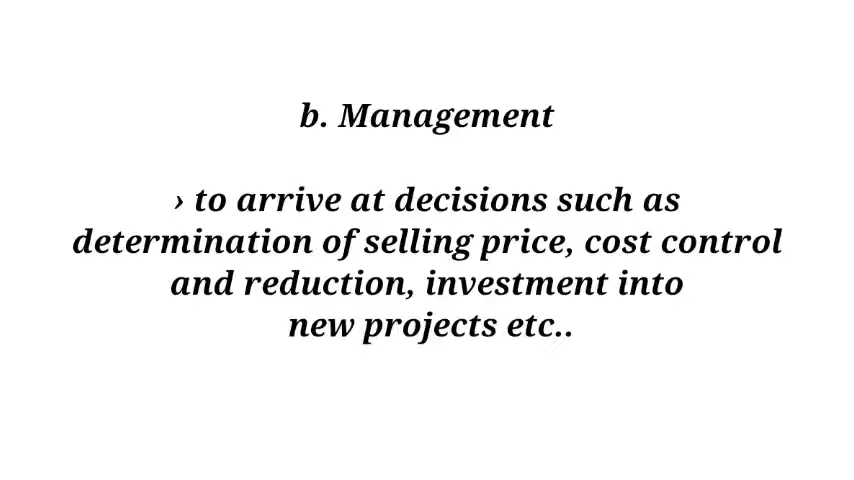 b. Management
› to arrive at decisions such as
determination of selling price, cost control
and reduction, investment into
new projects etc..